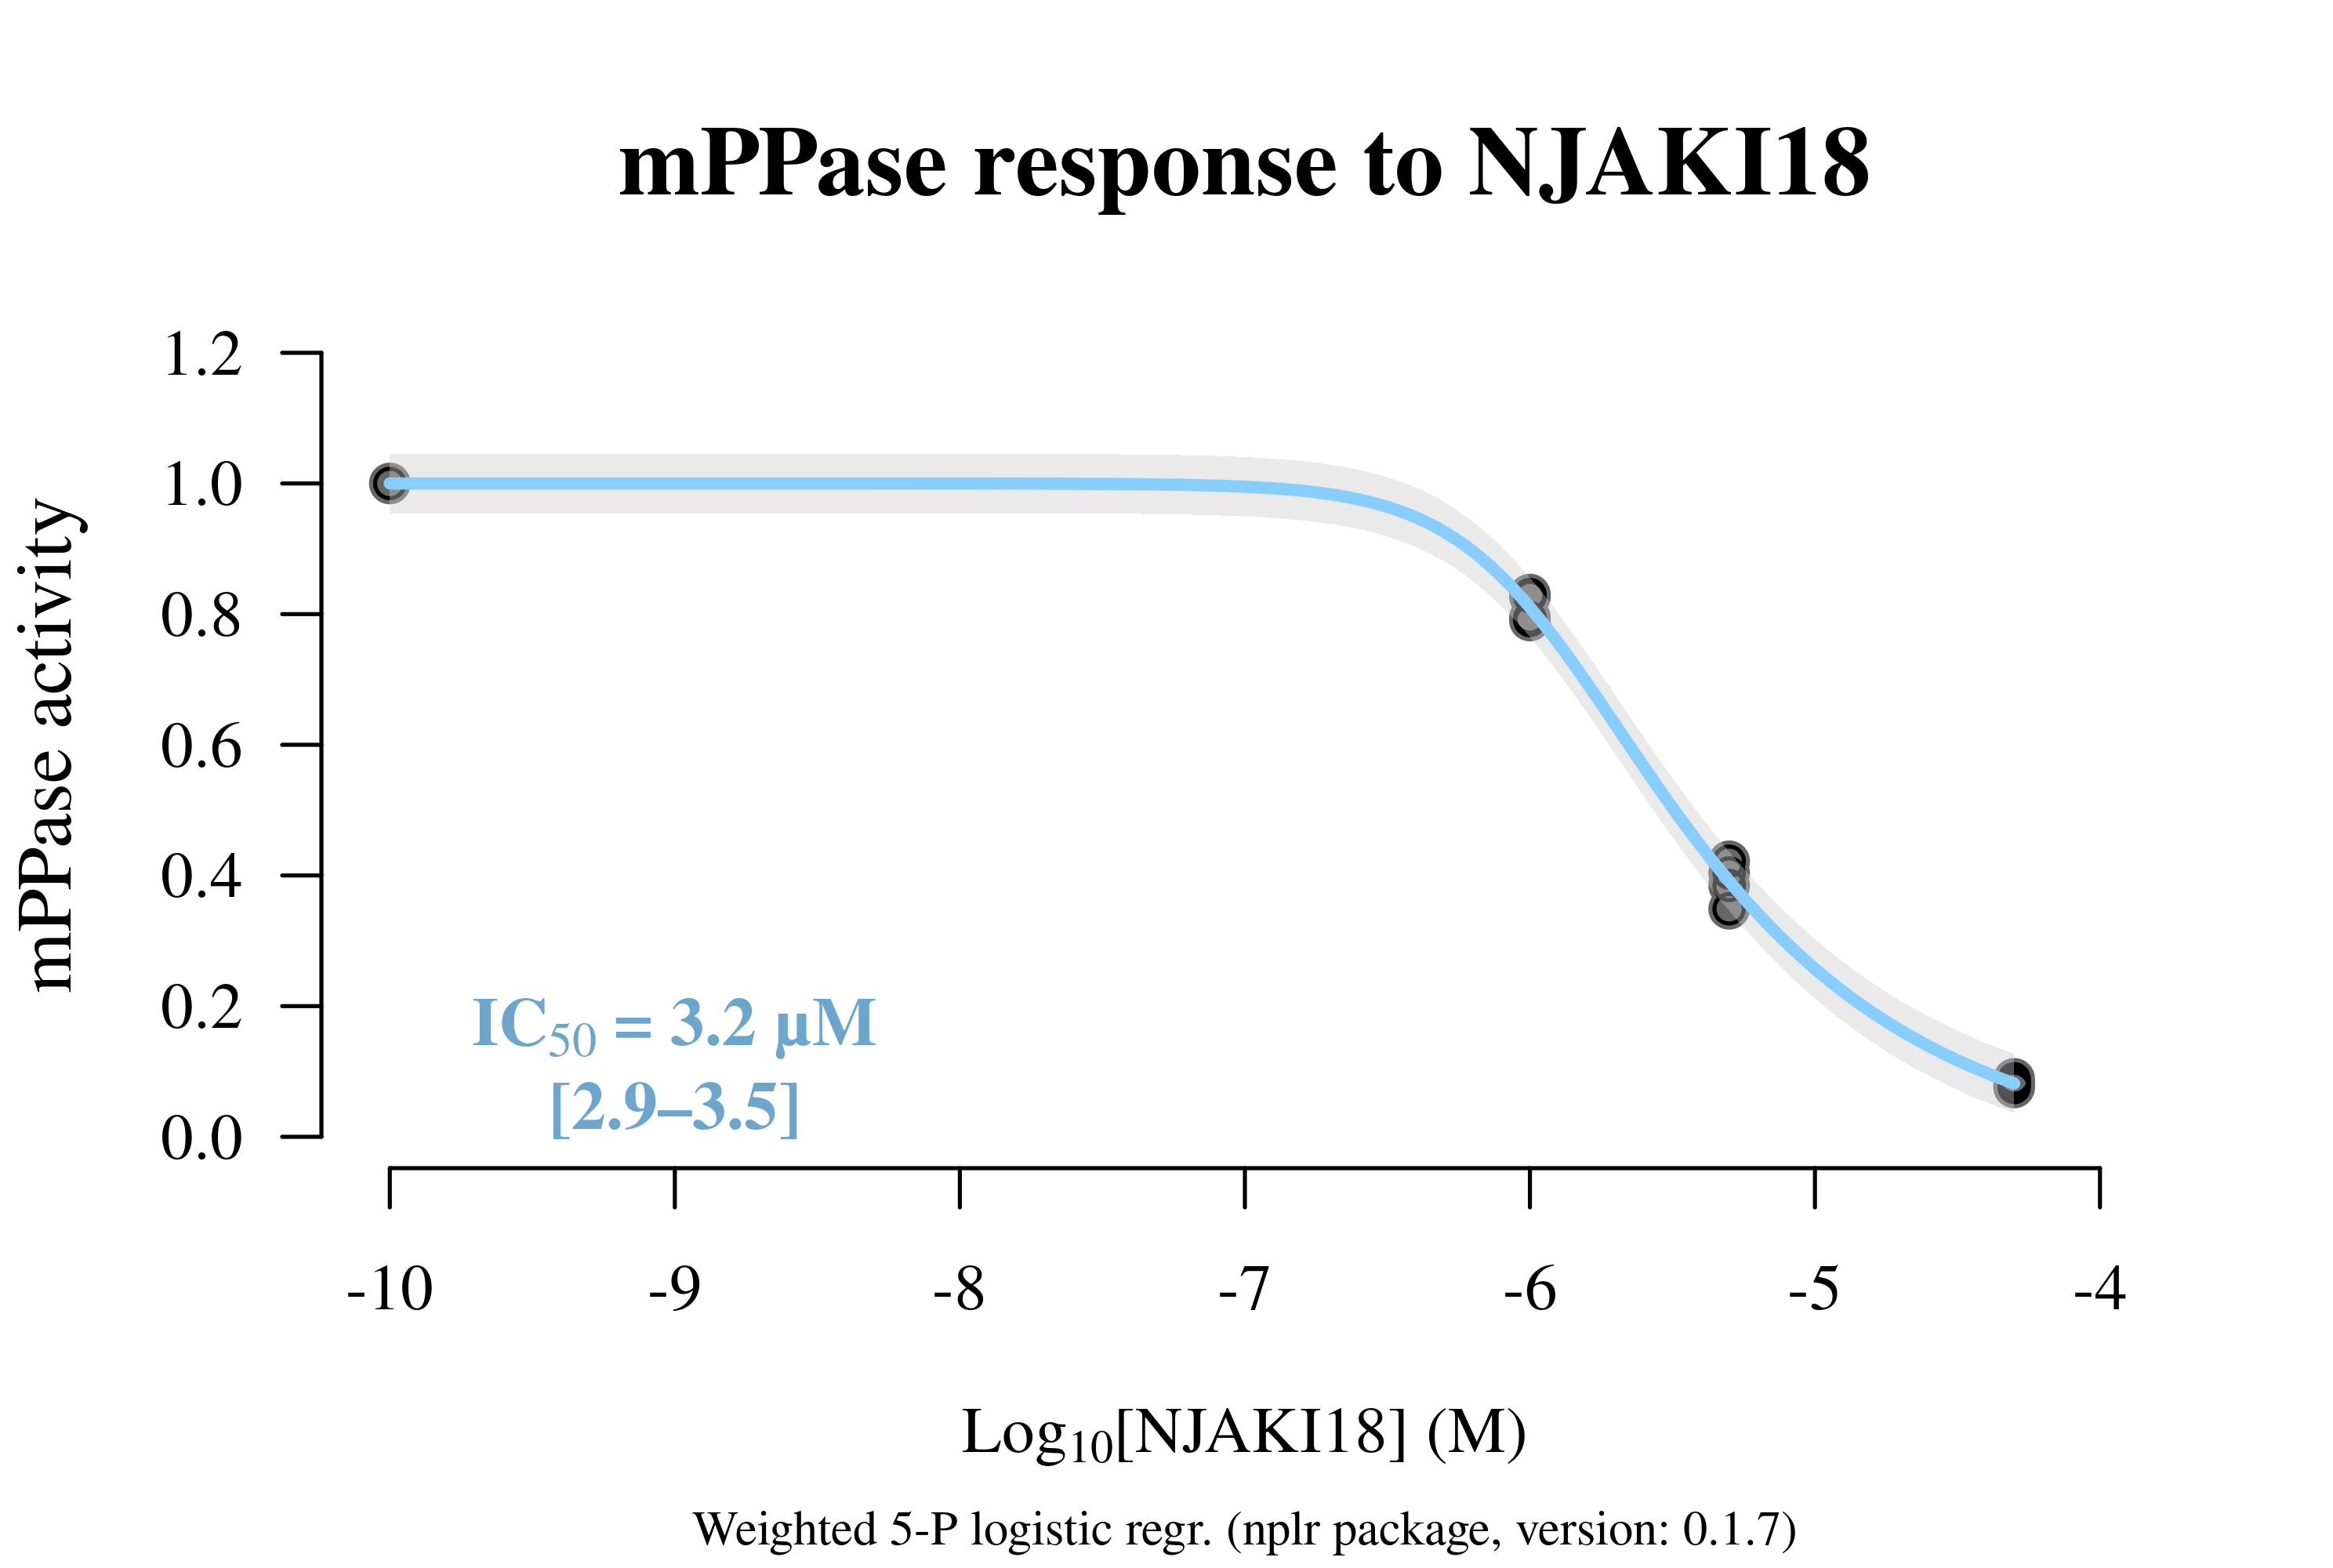 mPPase response to NJAKI18
mPPase activity
1.2
1.0
0.8
0.6
0.4
0.2
0.0
IC50 = 3.2 µM
[2.9–3.5]
-10 -9 -8 -7 -6 -5 -4
Log10[NJAKI18] (M)
Weighted 5-P logistic regr. (nplr package, version: 0.1.7)